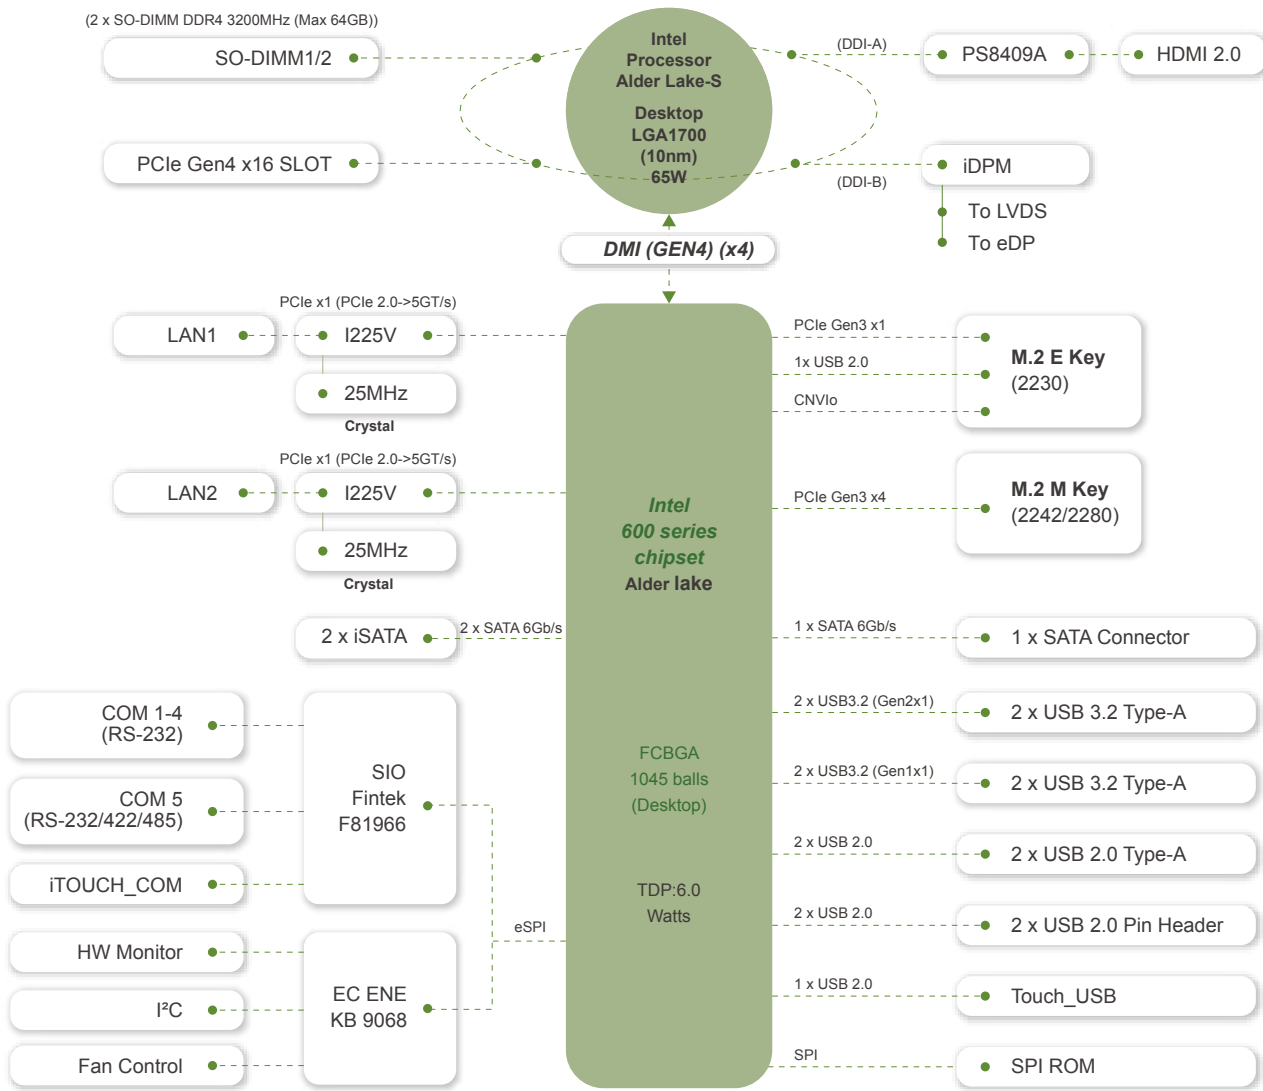 (2 x SO-DIMM DDR4 3200MHz (Max 64GB))
SO-DIMM1/2
PCIe Gen4 x16 SLOT
Intel
Processor
Alder Lake-S
Desktop
LGA1700
(10nm)
65W
(DDI-A)
PS8409A
HDMI 2.0
(DDI-B)
iDPM
To LVDS
To eDP
DMI (GEN4) (x4)
PCIe x1 (PCIe 2.0->5GT/s)
LAN1
I225V
25MHz
Crystal
PCIe x1 (PCIe 2.0->5GT/s)
LAN2
I225V
25MHz
Crystal
2 x iSATA
2 x SATA 6Gb/s
COM 1-4
(RS-232)
COM 5
(RS-232/422/485)
iTOUCH_COM
SIO
Fintek
F81966
HW Monitor
I²C
Fan Control
EC ENE
KB 9068
eSPI
Intel
600 series
chipset
Alder lake
FCBGA
1045 balls
(Desktop)
TDP:6.0
Watts
PCIe Gen3 x1
1x USB 2.0
CNVIo
M.2 E Key
(2230)
PCIe Gen3 x4
M.2 M Key
(2242/2280)
1 x SATA 6Gb/s
1 x SATA Connector
2 x USB3.2 (Gen2x1)
2 x USB 3.2 Type-A
2 x USB3.2 (Gen1x1)
2 x USB 3.2 Type-A
2 x USB 2.0
2 x USB 2.0 Type-A
2 x USB 2.0
2 x USB 2.0 Pin Header
1 x USB 2.0
Touch_USB
SPI
SPI ROM